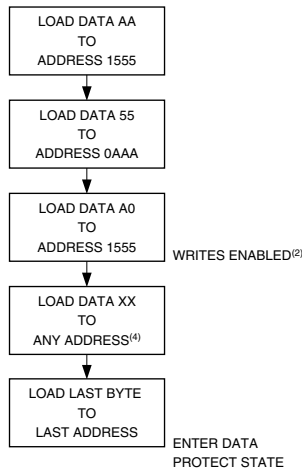 LOAD DATA AA
TO
ADDRESS 1555
LOAD DATA 55
TO
ADDRESS 0AAA
LOAD DATA A0
TO
ADDRESS 1555
WRITES ENABLED(2)
LOAD DATA XX
TO
ANY ADDRESS(4)
LOAD LAST BYTE
TO
LAST ADDRESS
ENTER DATA
PROTECT STATE